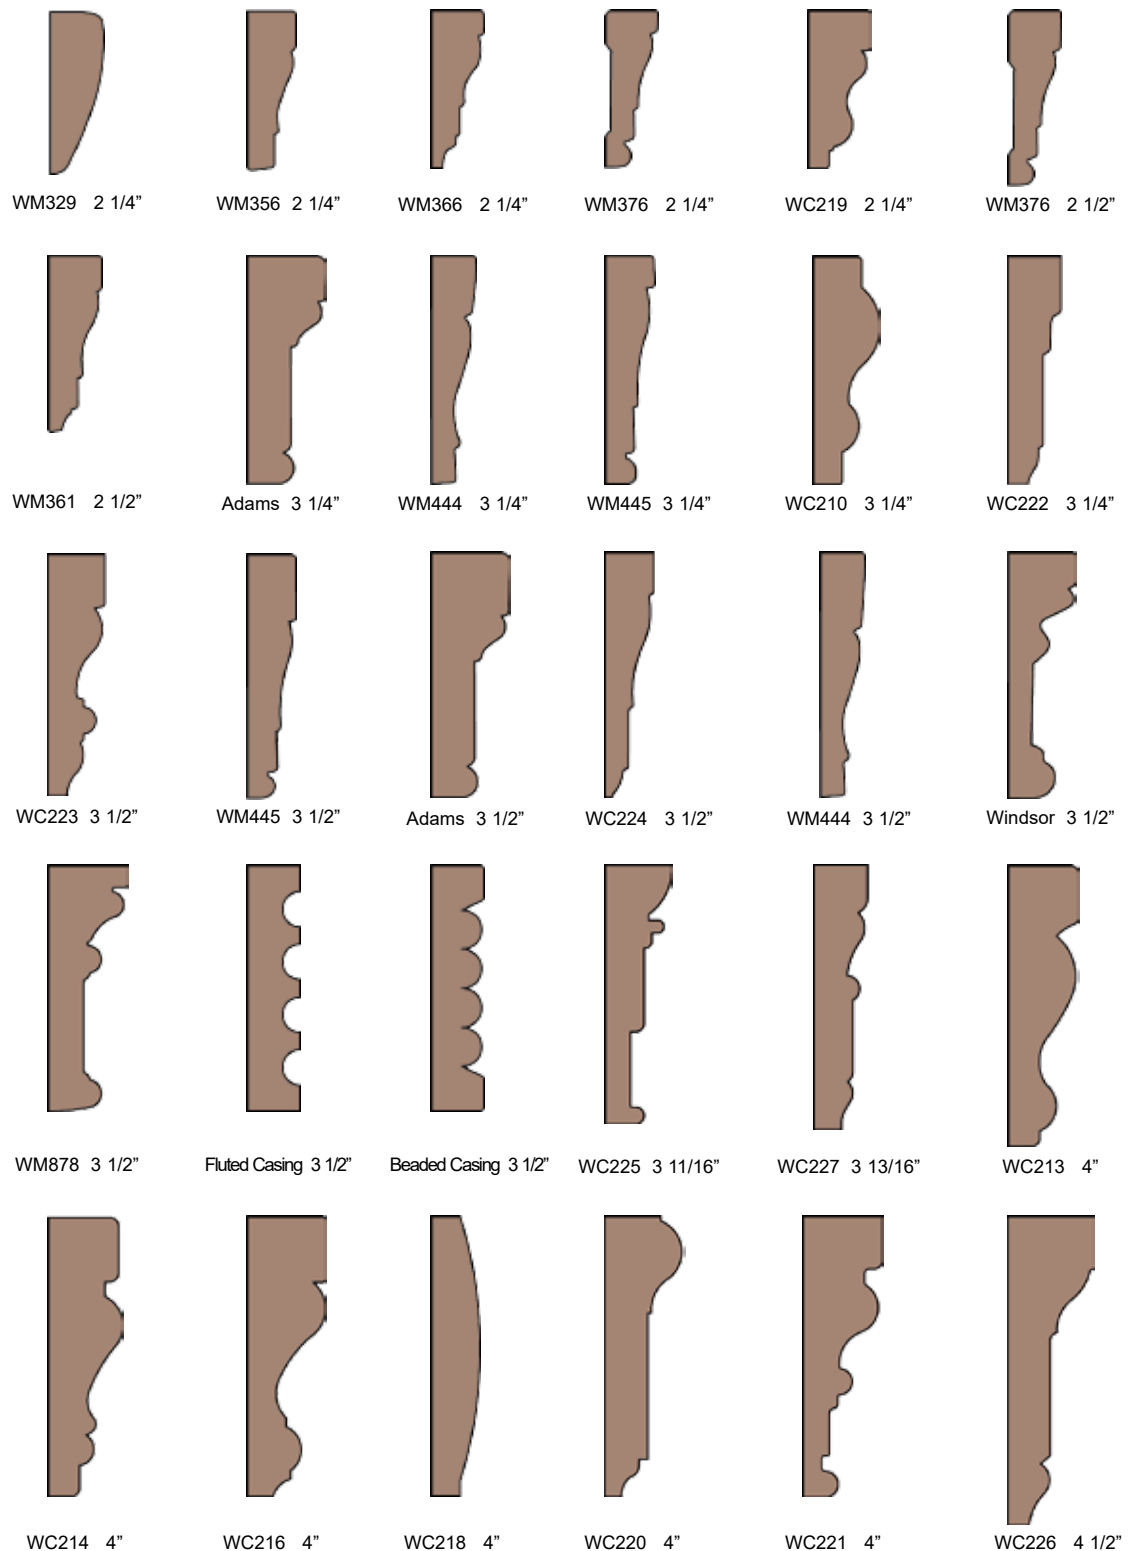 WM329 2 1/4” WM356 2 1/4” WM366 2 1/4” WM376 2 1/4” WC219 2 1/4” WM376 2 1/2”
WM361 2 1/2” Adams 3 1/4” WM444 3 1/4” WM445 3 1/4” WC210 3 1/4” WC222 3 1/4”
WC223 3 1/2” WM445 3 1/2” Adams 3 1/2” WC224 3 1/2” WM444 3 1/2” Windsor 3 1/2”
WM878 3 1/2” Fluted Casing 3 1/2” Beaded Casing 3 1/2” WC225 3 11/16” WC227 3 13/16” WC213 4”
WC214 4” WC216 4” WC218 4” WC220 4” WC221 4” WC226 4 1/2”